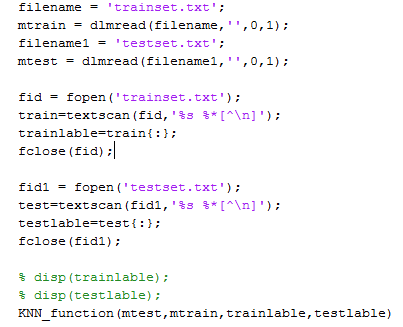 filename = 'trainset.txt';
mtrain = dlmread(filename,'',0,1);
filename1 = 'testset.txt';
mtest = dlmread(filename1,'',0,1);
fid = fopen('trainset.txt');
train=textscan(fid,'%s %*[^\n]');
trainlable=train{:};
fclose(fid);
fid1 = fopen('testset.txt');
test=textscan(fid1,'%s %*[^\n]');
testlable=test{:};
fclose(fid1);
% disp(trainlable);
% disp(testlable);
KNN_function(mtest,mtrain,trainlable,testlable)